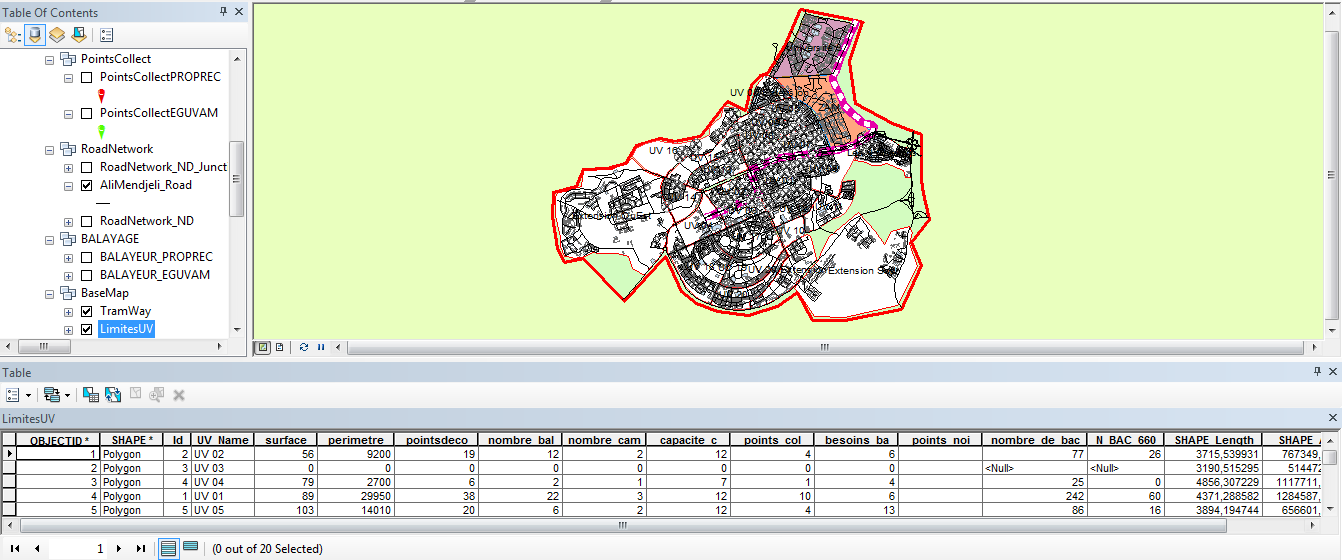 Table Of Contents
PointsCollect
PointsCollectPROPREC
PointsCollectEGUVAM
RoadNetwork
RoadNetwork_ND_Junct
AliMendjeli_Road
RoadNetwork_ND
BALAYAGE
BALAYEUR_PROPREC
BALAYEUR_EGUVAM
BaseMap
TramWay
LimitesUV
UV 16
Extension Sud
Table
LimitesUV
OBJECTID * SHAPE * Id UV_Name surface perimetre pointsdeco nombre_bal nombre_cam capacite_c points_col besoins_ba points_noi nombre_de_bac N_BAC_660 SHAPE_Length SHAPE_A
1 Polygon 2 UV 02 56 9200 19 12 2 12 4 6 77 26 3715,539931 767349,
2 Polygon 3 UV 03 0 0 0 0 0 0 0 0 <Null> <Null> 3190,515295 514472
3 Polygon 4 UV 04 79 2700 6 2 1 7 1 4 25 0 4856,307229 1117711,
4 Polygon 1 UV 01 89 29950 38 22 3 12 10 6 242 60 4371,288582 1284587,
5 Polygon 5 UV 05 103 14010 20 6 2 12 4 13 86 16 3894,194744 656601,
1 (0 out of 20 Selected)